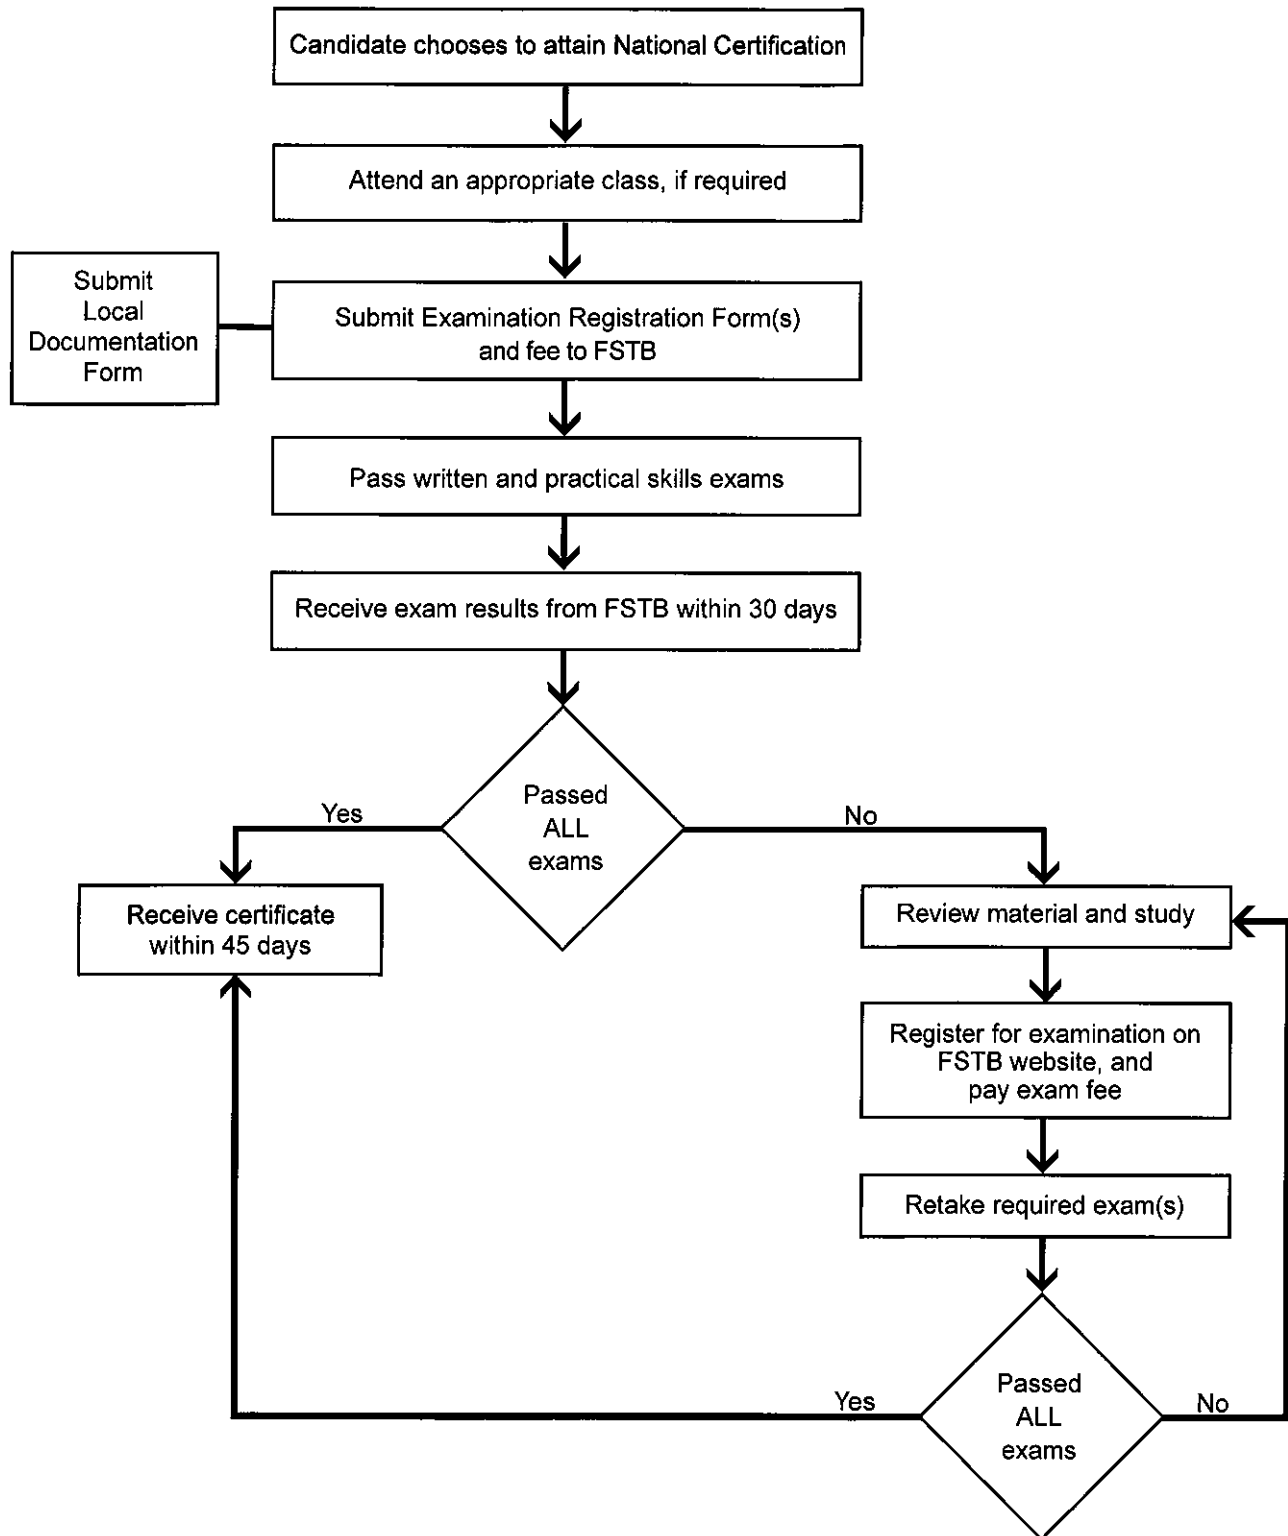 Candidate chooses to attain National Certification
Attend an appropriate class, if required
Submit
Local
Documentation
Form
Submit Examination Registration Form(s)
and fee to FSTB
Pass written and practical skills exams
Receive exam results from FSTB within 30 days
Passed
ALL
exams
Yes
No
Receive certificate
within 45 days
Review material and study
Register for examination on
FSTB website, and
pay exam fee
Retake required exam(s)
Passed
ALL
exams
Yes
No